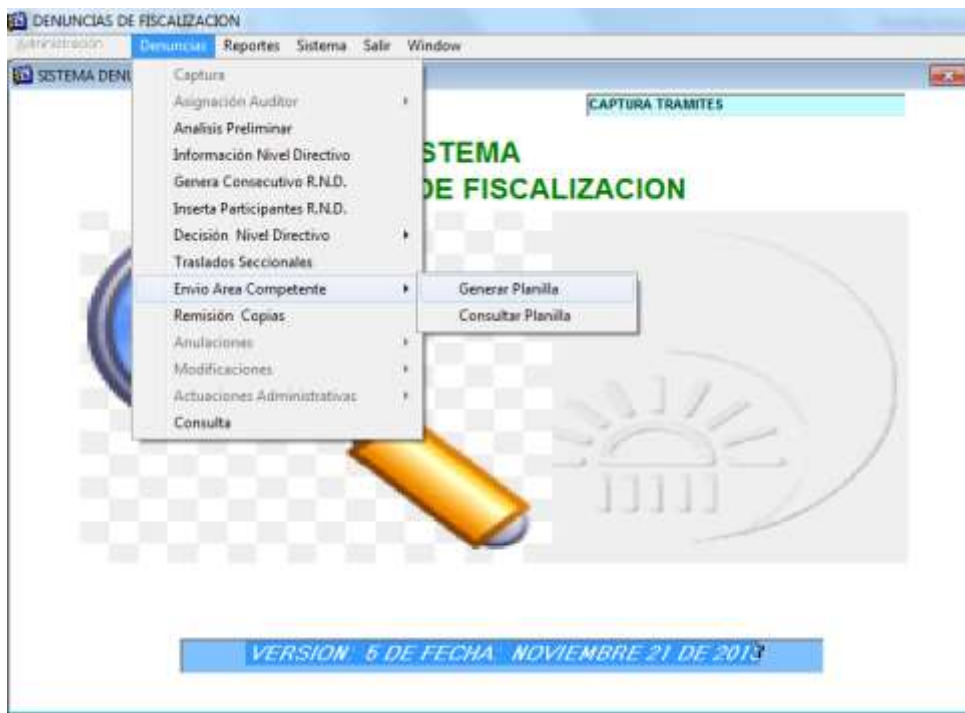 DENUNCIAS DE FISCALIZACION
Administración Denuncias Reportes Sistema Salir Window
SISTEMA DENU
CAPTURA TRAMITES
STEMA
DE FISCALIZACION
Captura
Asignación Auditor
Analisis Preliminar
Información Nivel Directivo
Genera Consecutivo R.N.D.
Inserta Participantes R.N.D.
Decisión Nivel Directivo
Traslados Seccionales
Envio Area Competente
Generar Planilla
Consultar Planilla
Remisión Copias
Anulaciones
Modificaciones
Actuaciones Administrativas
Consulta
VERSION: 5 DE FECHA: NOVIEMBRE 21 DE 2013